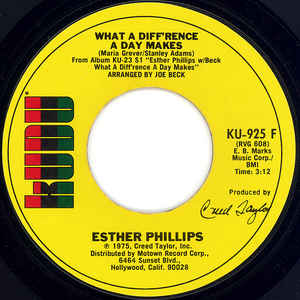 WHAT A DIFF'RENCE
A DAY MAKES
(Maria Grever/Stanley Adams)
From Album KU-23 S1 "Esther Phillips w/Beck
What A Diff'rence A Day Makes"
ARRANGED BY JOE BECK
KUDU
KU-925 F
(RVG 608)
E. B. Marks
Music Corp./
BMI
Time: 3:12
Produced by
Creed Taylor
ESTHER PHILLIPS
℗ 1975, Creed Taylor, Inc.
Distributed by Motown Record Corp.
6464 Sunset Blvd.
Hollywood, Calif. 90028